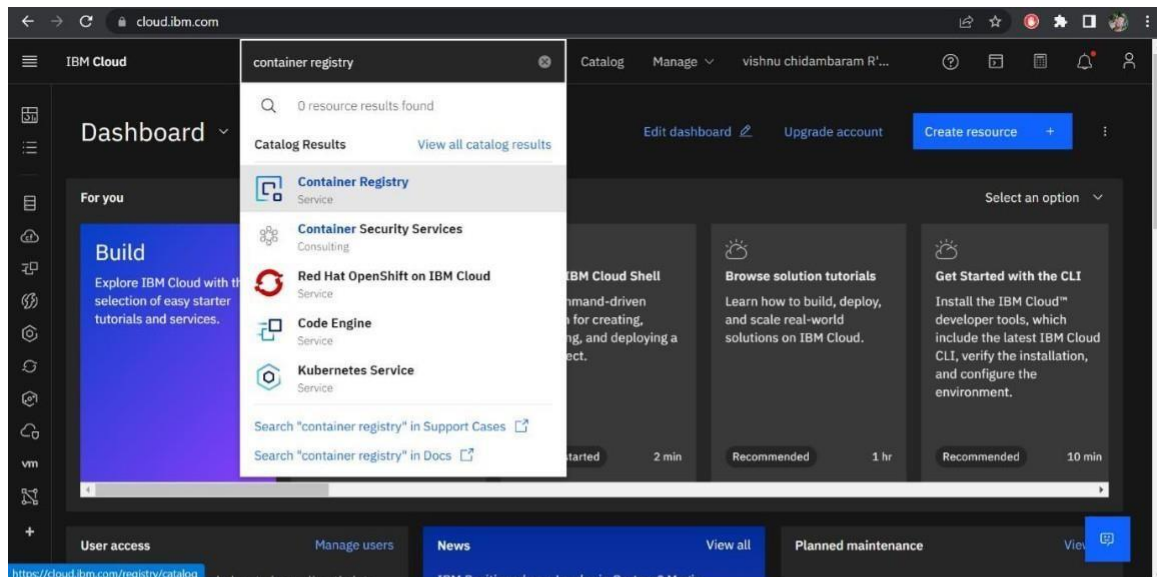 cloud.ibm.com
IBM Cloud
container registry
Catalog
Manage
vishnu chidambaram R'...
0 resource results found
Dashboard
Edit dashboard
Upgrade account
Create resource +
Catalog Results
View all catalog results
Container Registry
Service
Container Security Services
Consulting
Red Hat OpenShift on IBM Cloud
Service
Code Engine
Service
Kubernetes Service
Service
Search "container registry" in Support Cases
Search "container registry" in Docs
For you
Select an option
Build
Explore IBM Cloud with
selection of easy starter
tutorials and services.
IBM Cloud Shell
for creating,
and deploying a
2 min
Browse solution tutorials
Learn how to build, deploy,
and scale real-world
solutions on IBM Cloud.
Recommended
1 hr
Get Started with the CLI
Install the IBM Cloud™
developer tools, which
include the latest IBM Cloud
CLI, verify the installation,
and configure the
environment.
Recommended
10 min
vm
User access
Manage users
News
View all
Planned maintenance
https://cloud.ibm.com/registry/catalog